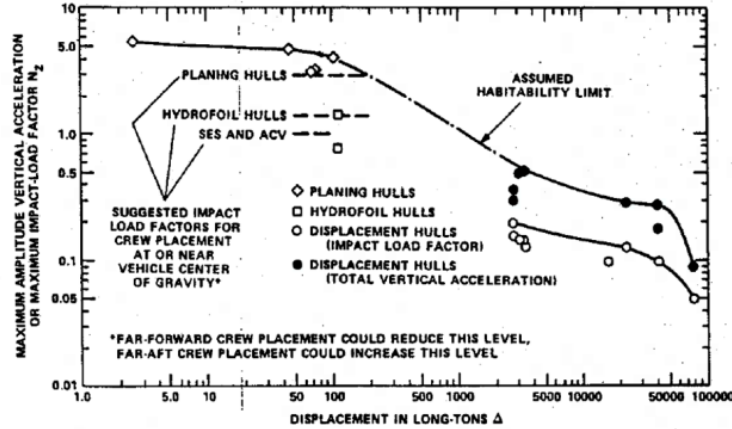 MAXIMUM AMPLITUDE VERTICAL ACCELERATION
OR MAXIMUM IMPACT-LOAD FACTOR N_Z
10.0
5.0
1.0
0.5
0.1
0.05
0.01
PLANING HULLS
HYDROFOIL HULLS
SES AND ACV
SUGGESTED IMPACT
LOAD FACTORS FOR
CREW PLACEMENT
AT OR NEAR
VEHICLE CENTER
OF GRAVITY*
ASSUMED
HABITABILITY LIMIT
◇ PLANING HULLS
□ HYDROFOIL HULLS
○ DISPLACEMENT HULLS
(IMPACT LOAD FACTOR)
● DISPLACEMENT HULLS
(TOTAL VERTICAL ACCELERATION)
*FAR-FORWARD CREW PLACEMENT COULD REDUCE THIS LEVEL,
FAR-AFT CREW PLACEMENT COULD INCREASE THIS LEVEL
1.0 5.0 10 50 100 500 1000 5000 10000 50000 100000
DISPLACEMENT IN LONG-TONS Δ